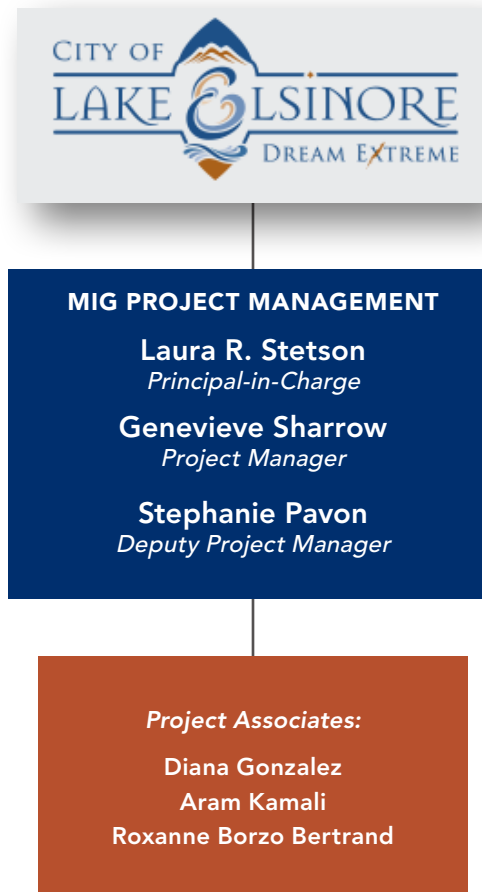 CITY OF
LAKE ELSINORE
DREAM EXTREME
MIG PROJECT MANAGEMENT
Laura R. Stetson
Principal-in-Charge
Genevieve Sharrow
Project Manager
Stephanie Pavon
Deputy Project Manager
Project Associates:
Diana Gonzalez
Aram Kamali
Roxanne Borzo Bertrand